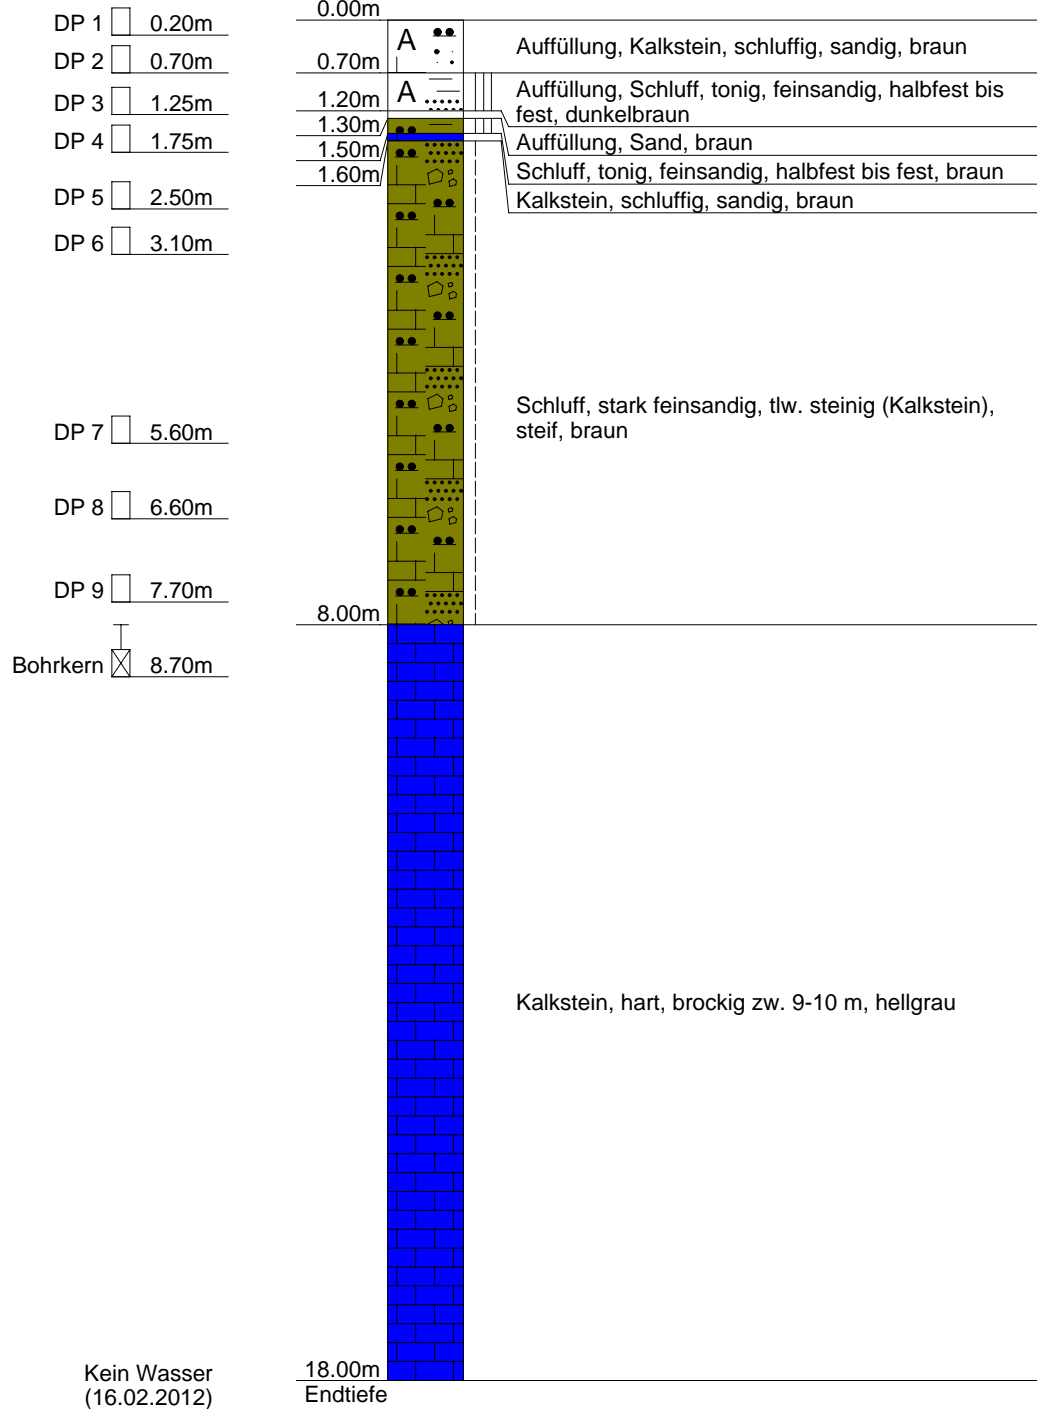 0.00m
DP 1 0.20m
A
Auffüllung, Kalkstein, schluffig, sandig, braun
DP 2 0.70m
0.70m
DP 3 1.25m
1.20m
A
Auffüllung, Schluff, tonig, feinsandig, halbfest bis
fest, dunkelbraun
1.30m
DP 4 1.75m
Auffüllung, Sand, braun
1.50m
Schluff, tonig, feinsandig, halbfest bis fest, braun
1.60m
Kalkstein, schluffig, sandig, braun
DP 5 2.50m
DP 6 3.10m
Schluff, stark feinsandig, tlw. steinig (Kalkstein),
steif, braun
DP 7 5.60m
DP 8 6.60m
DP 9 7.70m
8.00m
Bohrkern 8.70m
Kalkstein, hart, brockig zw. 9-10 m, hellgrau
Kein Wasser
(16.02.2012)
18.00m
Endtiefe